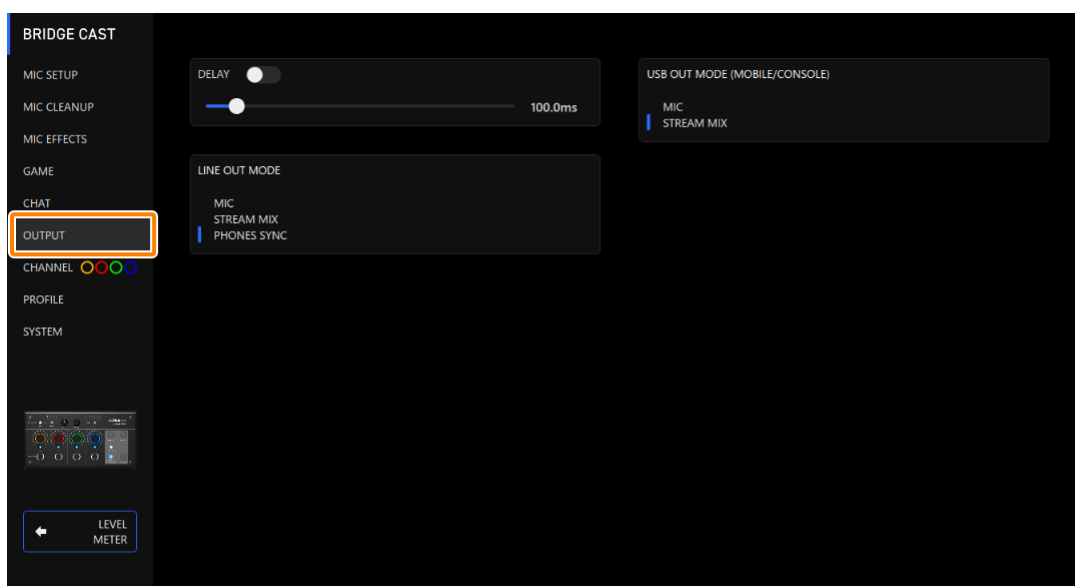 BRIDGE CAST
MIC SETUP
MIC CLEANUP
MIC EFFECTS
GAME
CHAT
OUTPUT
CHANNEL
PROFILE
SYSTEM
LEVEL
METER
DELAY
100.0ms
LINE OUT MODE
MIC
STREAM MIX
PHONES SYNC
USB OUT MODE (MOBILE/CONSOLE)
MIC
STREAM MIX